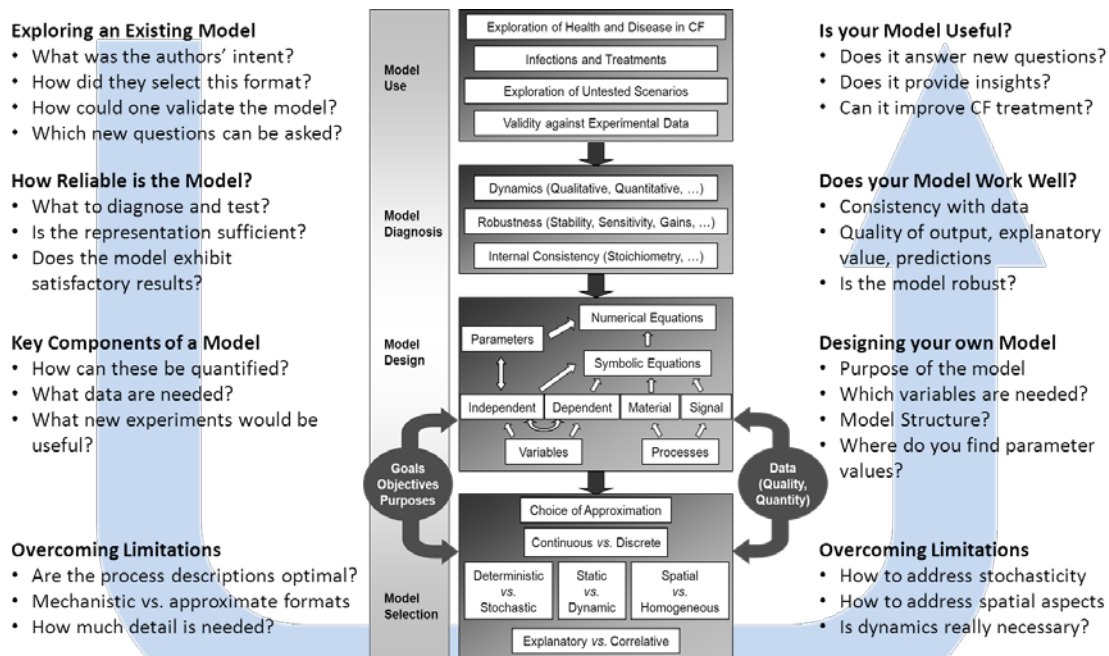 Exploring an Existing Model
• What was the authors’ intent?
• How did they select this format?
• How could one validate the model?
• Which new questions can be asked?
How Reliable is the Model?
• What to diagnose and test?
• Is the representation sufficient?
• Does the model exhibit
satisfactory results?
Key Components of a Model
• How can these be quantified?
• What data are needed?
• What new experiments would be
useful?
Overcoming Limitations
• Are the process descriptions optimal?
• Mechanistic vs. approximate formats
• How much detail is needed?
Model
Use
Exploration of Health and Disease in CF
Infections and Treatments
Exploration of Untested Scenarios
Validity against Experimental Data
Model
Diagnosis
Dynamics (Qualitative, Quantitative, ...)
Robustness (Stability, Sensitivity, Gains, ...)
Internal Consistency (Stoichiometry, ...)
Model
Design
Numerical Equations
Parameters
Symbolic Equations
Independent
Dependent
Material
Signal
Variables
Processes
Goals
Objectives
Purposes
Data
(Quality,
Quantity)
Model
Selection
Choice of Approximation
Continuous vs. Discrete
Deterministic
vs.
Stochastic
Static
vs.
Dynamic
Spatial
vs.
Homogeneous
Explanatory vs. Correlative
Is your Model Useful?
• Does it answer new questions?
• Does it provide insights?
• Can it improve CF treatment?
Does your Model Work Well?
• Consistency with data
• Quality of output, explanatory
value, predictions
• Is the model robust?
Designing your own Model
• Purpose of the model
• Which variables are needed?
• Model Structure?
• Where do you find parameter
values?
Overcoming Limitations
• How to address stochasticity
• How to address spatial aspects
• Is dynamics really necessary?